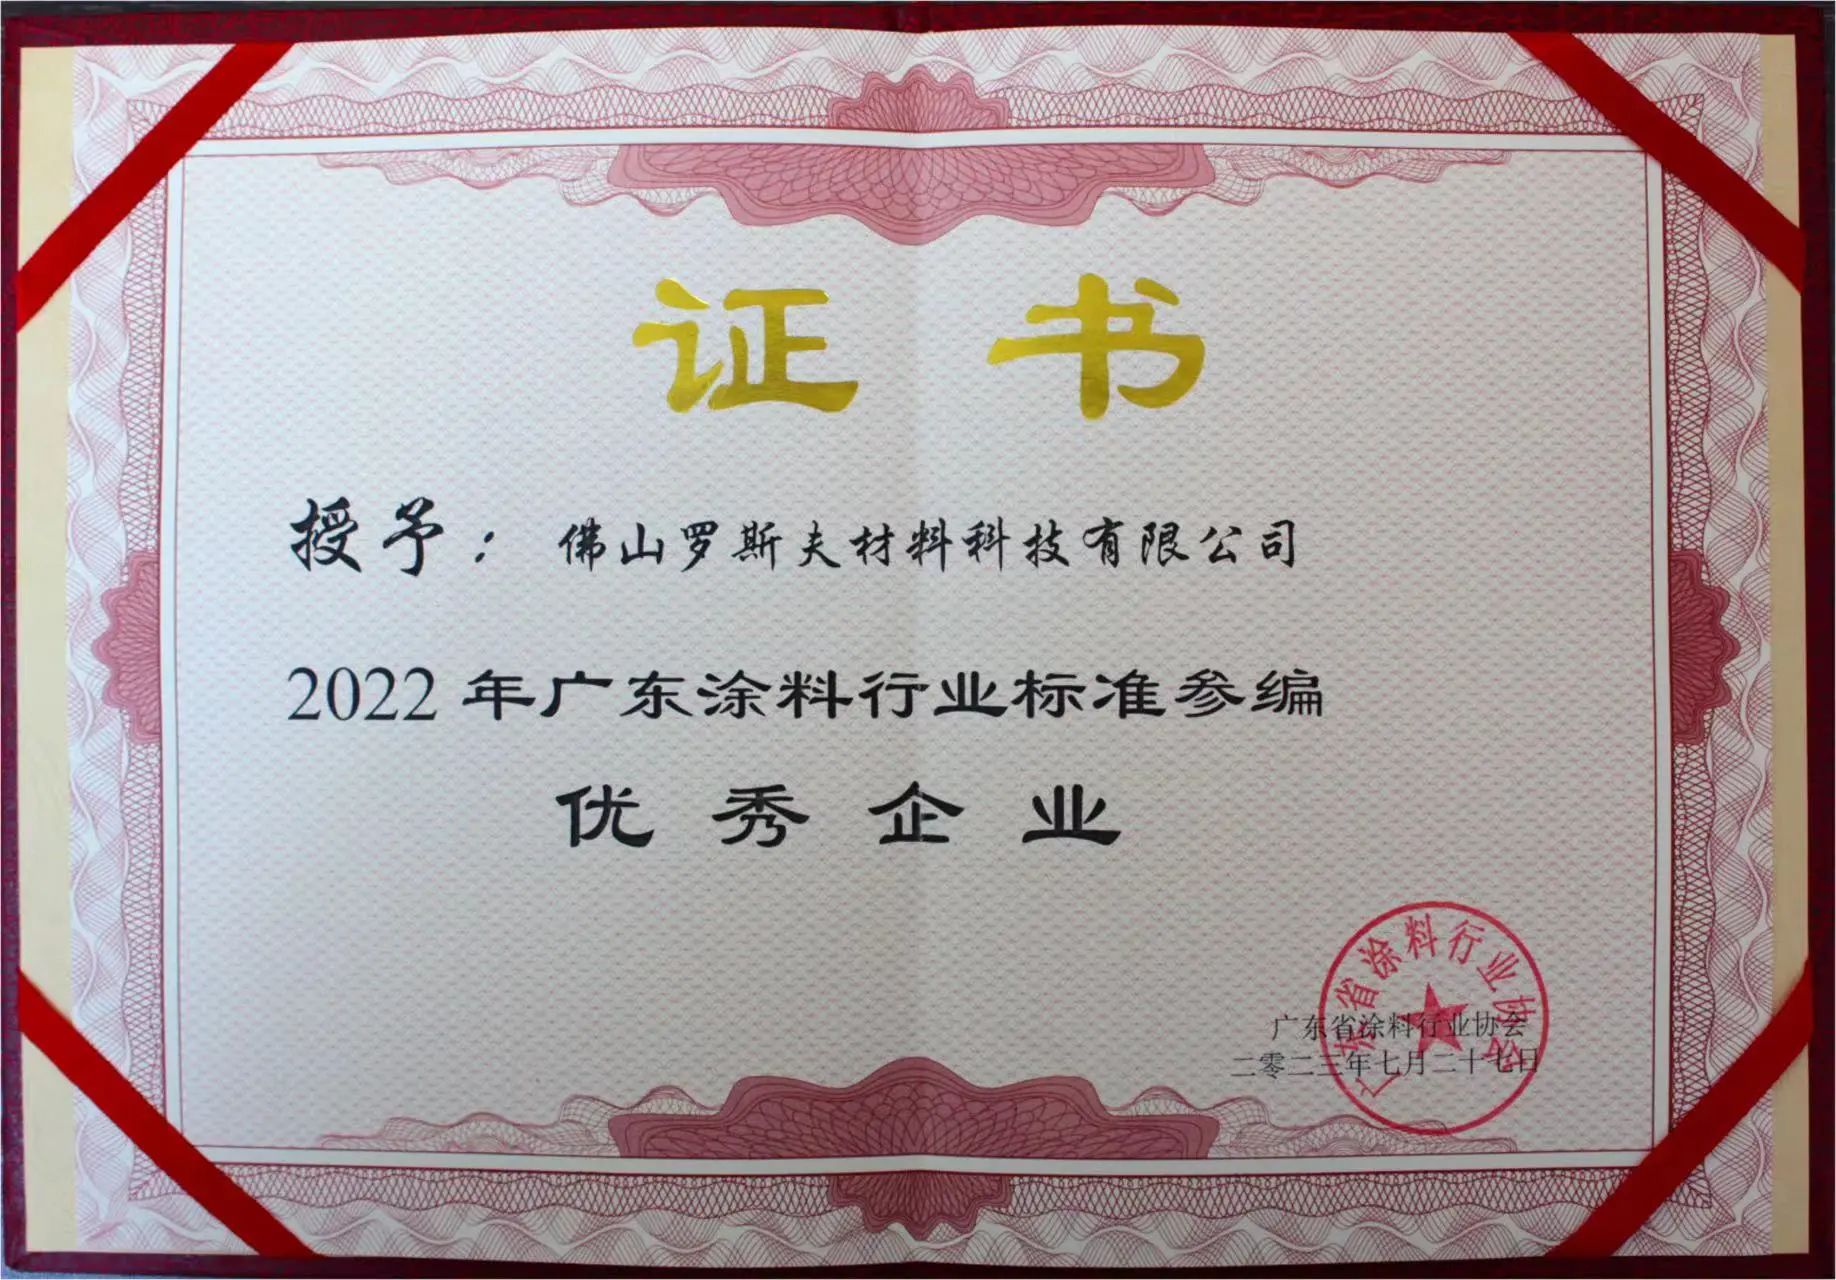 证书
授予：佛山罗斯夫材料科技有限公司
2022年广东涂料行业标准参编
优秀企业
广东省涂料行业协会
二零二三年七月二十七日
广东省涂料行业协会